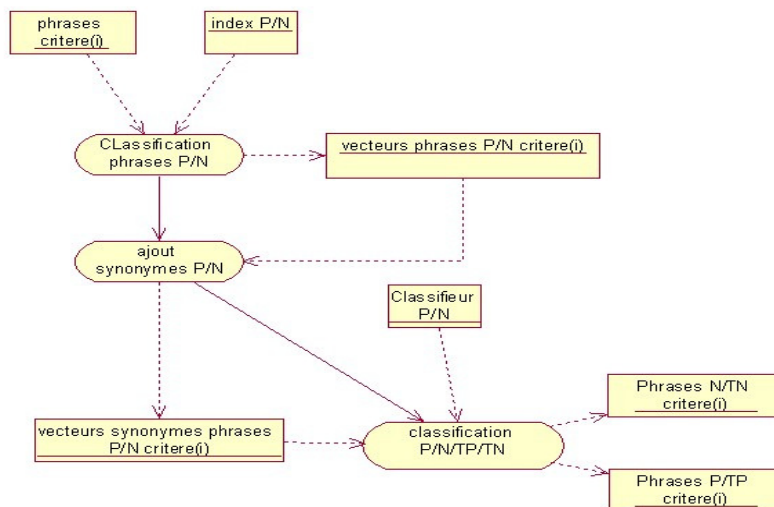 phrases
critere(i)
index P/N
CLassification
phrases P/N
vecteurs phrases P/N critere(i)
ajout
synonymes P/N
Classifieur
P/N
vecteurs synonymes phrases
P/N critere(i)
classification
P/N/TP/TN
Phrases N/TN
critere(i)
Phrases P/TP
critere(i)